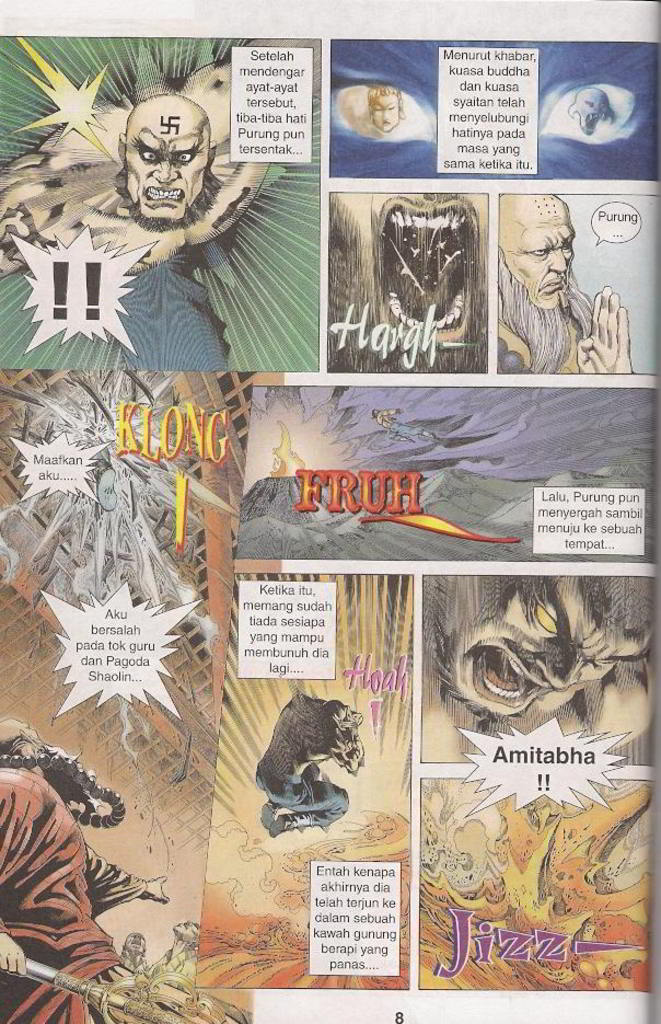 Setelah
mendengar
ayat-ayat
tersebut,
tiba-tiba hati
Purung pun
tersentak...
!!
Menurut khabar,
kuasa buddha
dan kuasa
syaitan telah
menyelubungi
hatinya pada
masa yang
sama ketika itu.
Hargh
Purung
...
KLONG
!
Maafkan
aku.....
Aku
bersalah
pada tok guru
dan Pagoda
Shaolin...
FRUH
Lalu, Purung pun
menyergah sambil
menuju ke sebuah
tempat...
Ketika itu,
memang sudah
tiada sesiapa
yang mampu
membunuh dia
lagi....
Hoah
!
Entah kenapa
akhirnya dia
telah terjun ke
dalam sebuah
kawah gunung
berapi yang
panas....
Amitabha
!!
Jizz
8